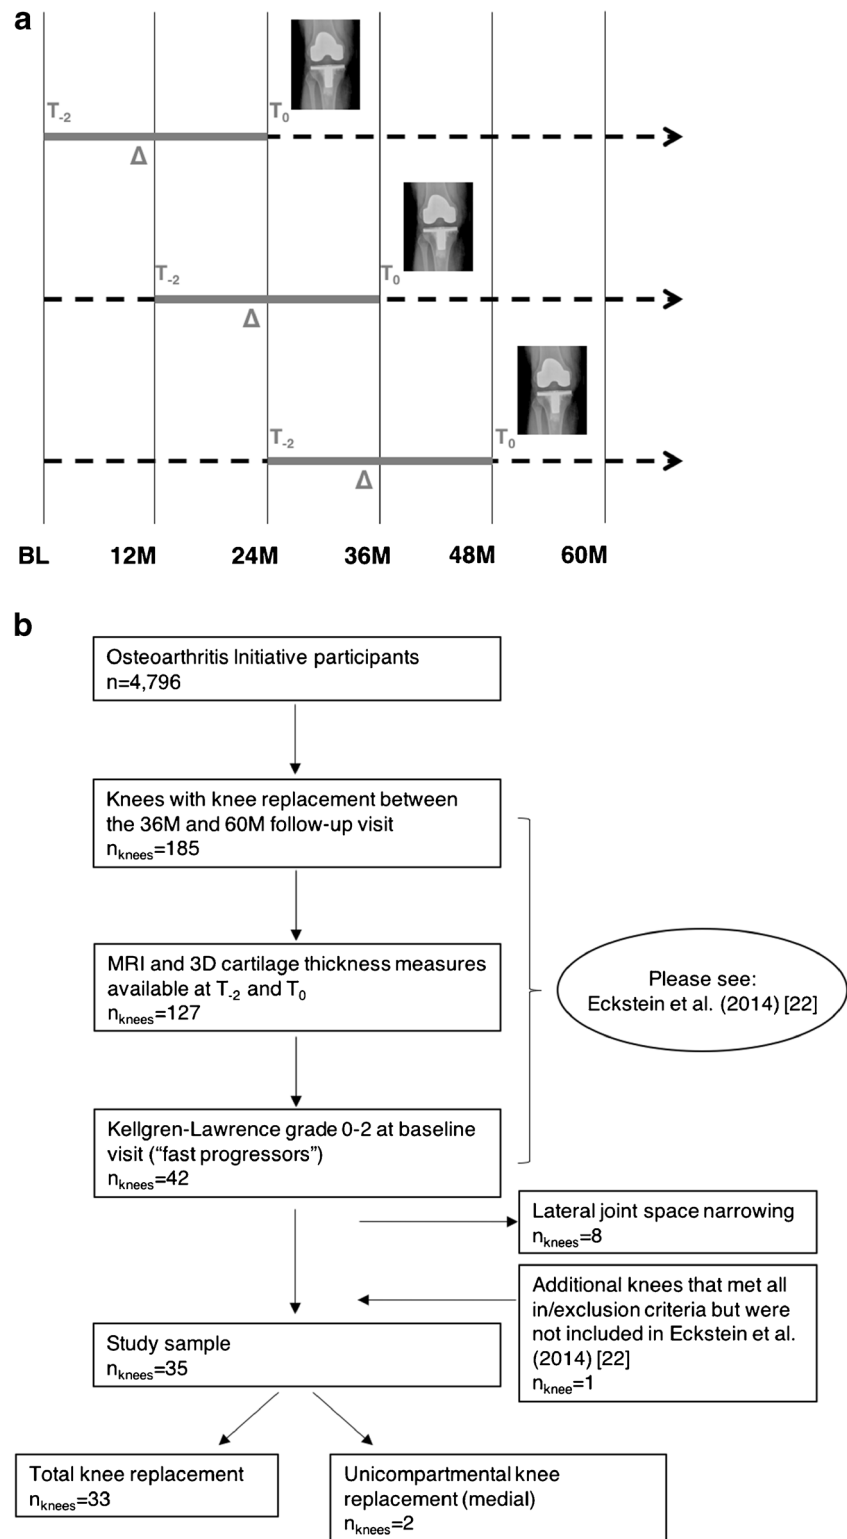 a
T-2
T0
Δ
T-2
T0
Δ
T-2
T0
Δ
BL 12M 24M 36M 48M 60M
b
Osteoarthritis Initiative participants
n=4,796
Knees with knee replacement between
the 36M and 60M follow-up visit
nknees=185
MRI and 3D cartilage thickness measures
available at T-2 and T0
nknees=127
Please see:
Eckstein et al. (2014) [22]
Kellgren-Lawrence grade 0-2 at baseline
visit (“fast progressors”)
nknees=42
Lateral joint space narrowing
nknees=8
Additional knees that met all
in/exclusion criteria but were
not included in Eckstein et al.
(2014) [22]
nknee=1
Study sample
nknees=35
Total knee replacement
nknees=33
Unicompartmental knee
replacement (medial)
nknees=2